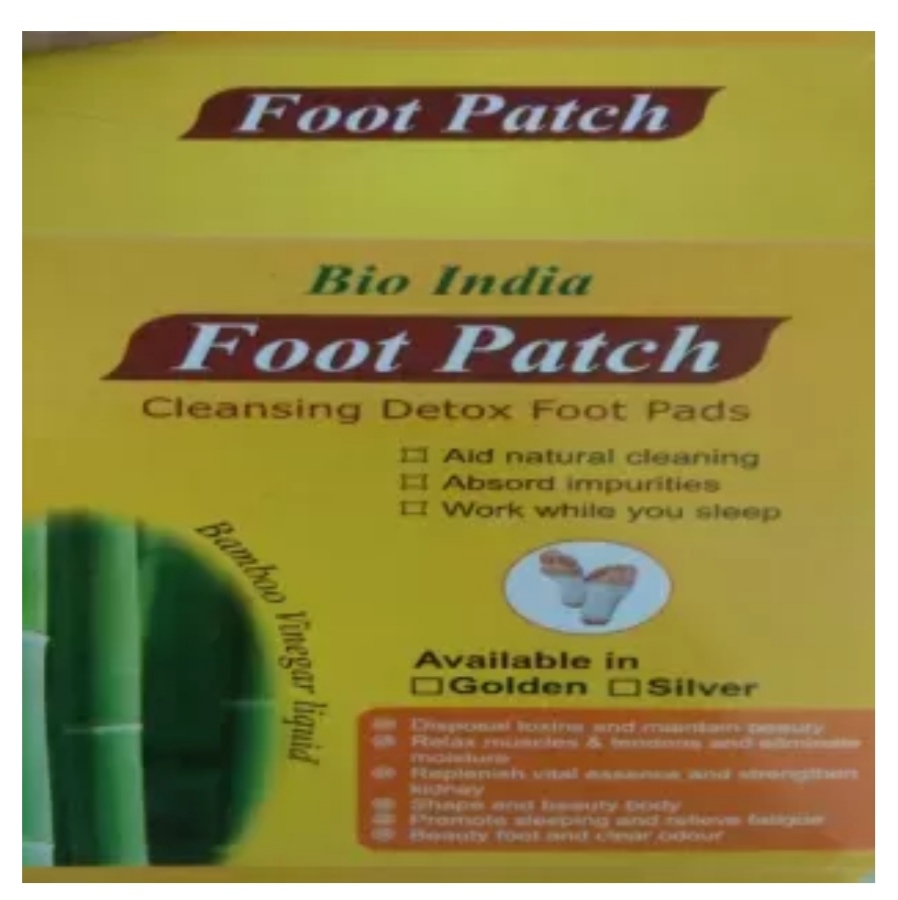 Foot Patch
Bio India
Foot Patch
Cleansing Detox Foot Pads
Aid natural cleaning
Absord impurities
Work while you sleep
Bamboo Vinegar liquid
Available in
Golden Silver
Disposal toxins and maintain beauty
Relax muscles & tendons and eliminate
moisture
Replenish vital essence and strengthen
kidney
Shape and beauty body
Promote sleeping and relieve fatigue
Beauty foot and clear odour